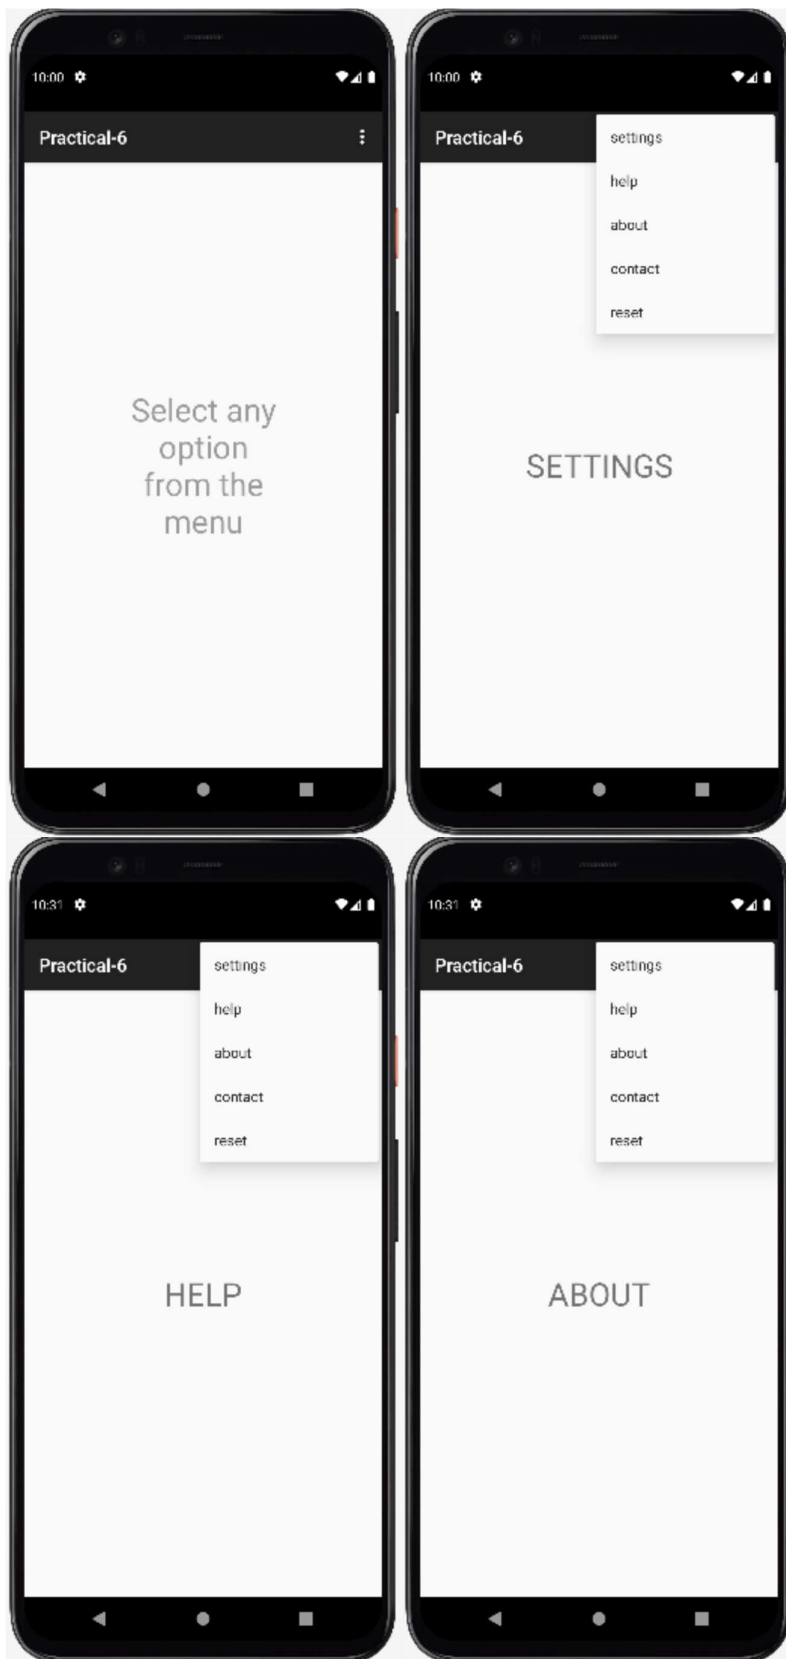 10:00
Practical-6
Select any
option
from the
menu
10:00
Practical-6
settings
help
about
contact
reset
SETTINGS
10:31
Practical-6
settings
help
about
contact
reset
HELP
10:31
Practical-6
settings
help
about
contact
reset
ABOUT